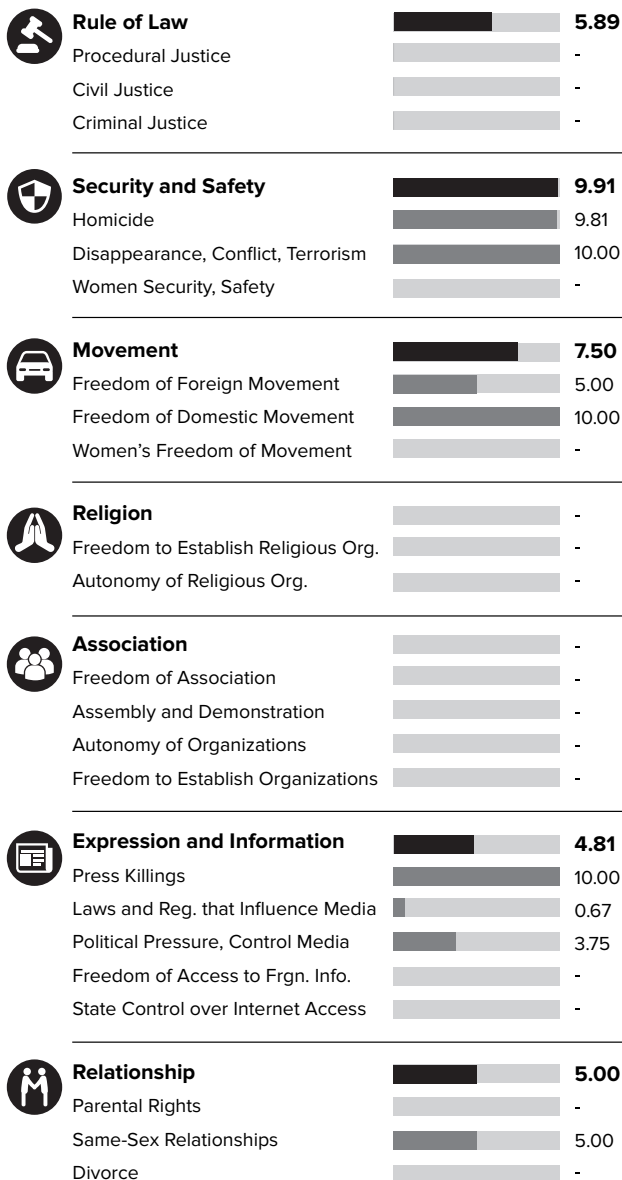 Rule of Law 5.89
Procedural Justice -
Civil Justice -
Criminal Justice -
Security and Safety 9.91
Homicide 9.81
Disappearance, Conflict, Terrorism 10.00
Women Security, Safety -
Movement 7.50
Freedom of Foreign Movement 5.00
Freedom of Domestic Movement 10.00
Women’s Freedom of Movement -
Religion -
Freedom to Establish Religious Org. -
Autonomy of Religious Org. -
Association -
Freedom of Association -
Assembly and Demonstration -
Autonomy of Organizations -
Freedom to Establish Organizations -
Expression and Information 4.81
Press Killings 10.00
Laws and Reg. that Influence Media 0.67
Political Pressure, Control Media 3.75
Freedom of Access to Frgn. Info. -
State Control over Internet Access -
Relationship 5.00
Parental Rights -
Same-Sex Relationships 5.00
Divorce -